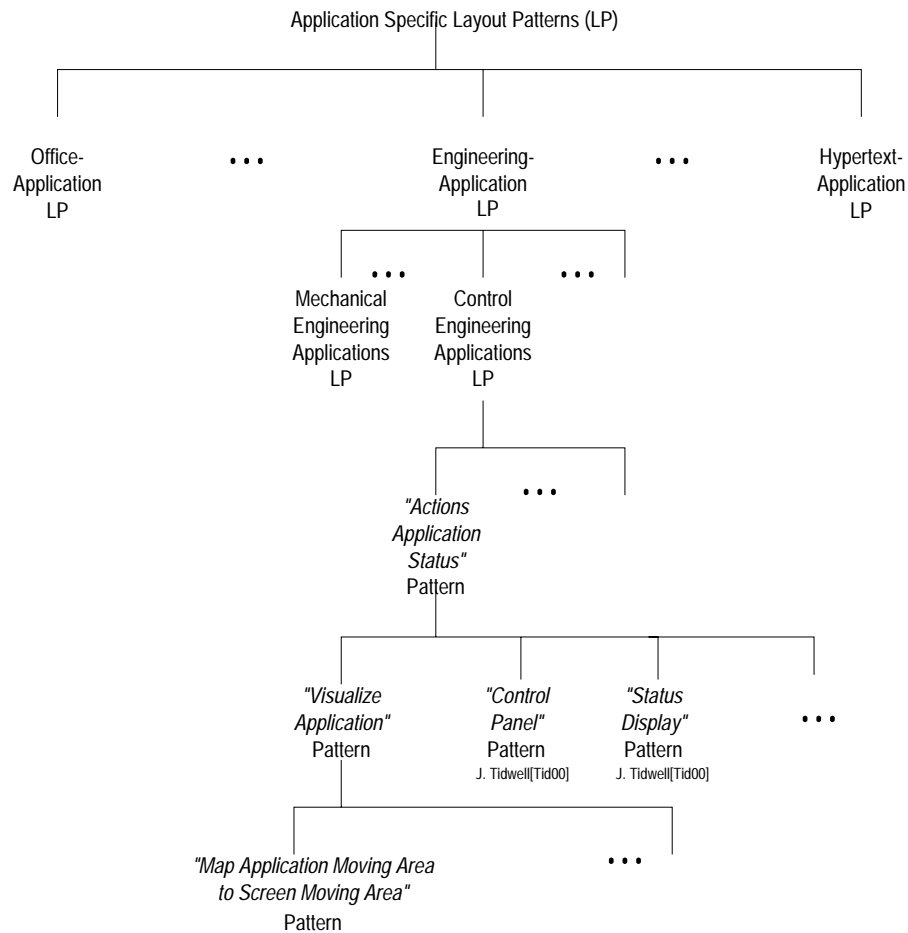 Application Specific Layout Patterns (LP)
Office-
Application
LP
...
Engineering-
Application
LP
...
Hypertext-
Application
LP
...
...
Mechanical
Engineering
Applications
LP
Control
Engineering
Applications
LP
"Actions
Application
Status"
Pattern
...
"Visualize
Application"
Pattern
"Control
Panel"
Pattern
J. Tidwell[Tid00]
"Status
Display"
Pattern
J. Tidwell[Tid00]
...
"Map Application Moving Area
to Screen Moving Area"
Pattern
...